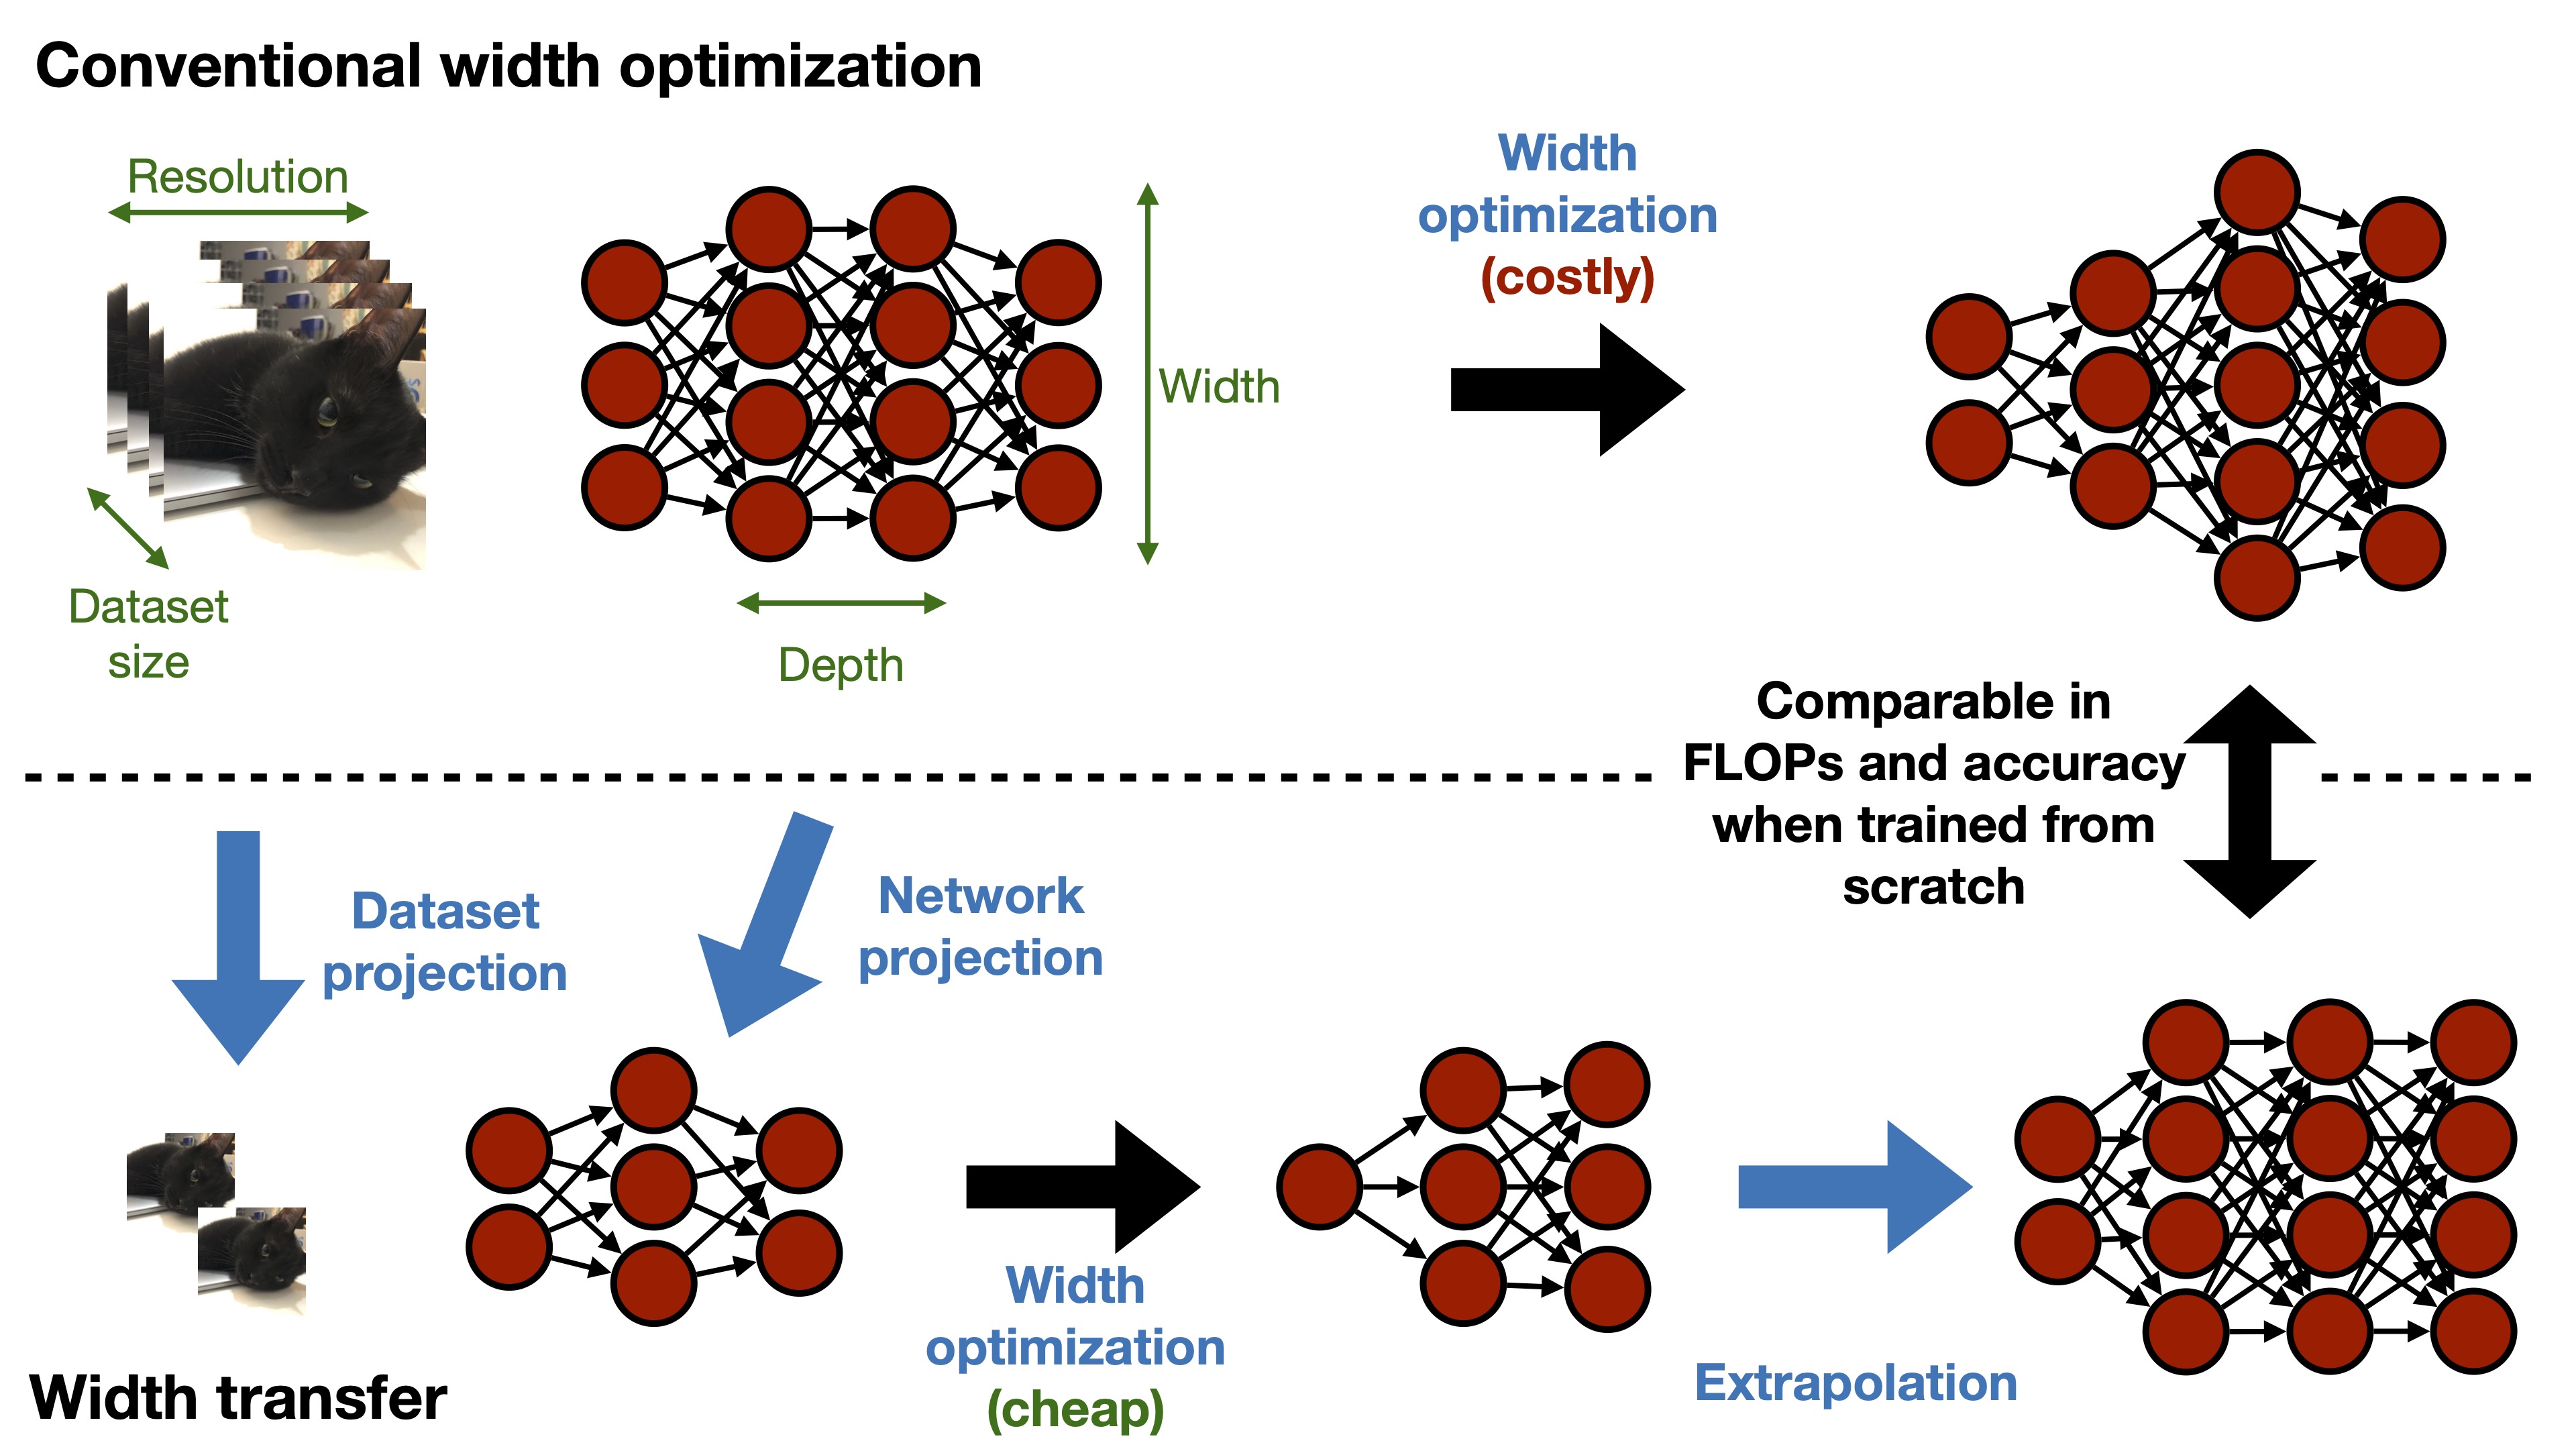 Conventional width optimization
Resolution
Dataset
size
Width
Depth
Width
optimization
(costly)
Comparable in
FLOPs and accuracy
when trained from
scratch
Dataset
projection
Network
projection
Width
optimization
(cheap)
Extrapolation
Width transfer